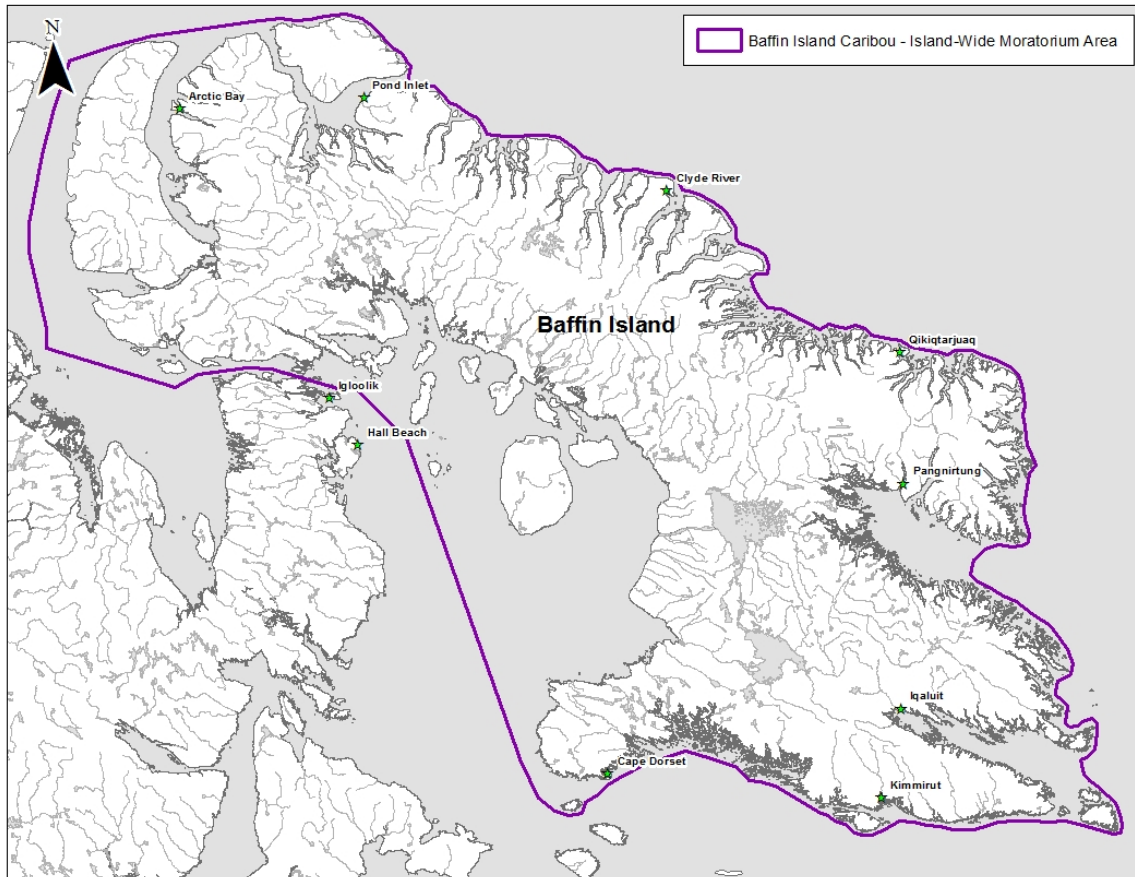 N
Baffin Island Caribou - Island-Wide Moratorium Area
Pond Inlet
Arctic Bay
Clyde River
Baffin Island
Qikiqtarjuaq
Igloolik
Hall Beach
Pangnirtung
Iqaluit
Cape Dorset
Kimmirut